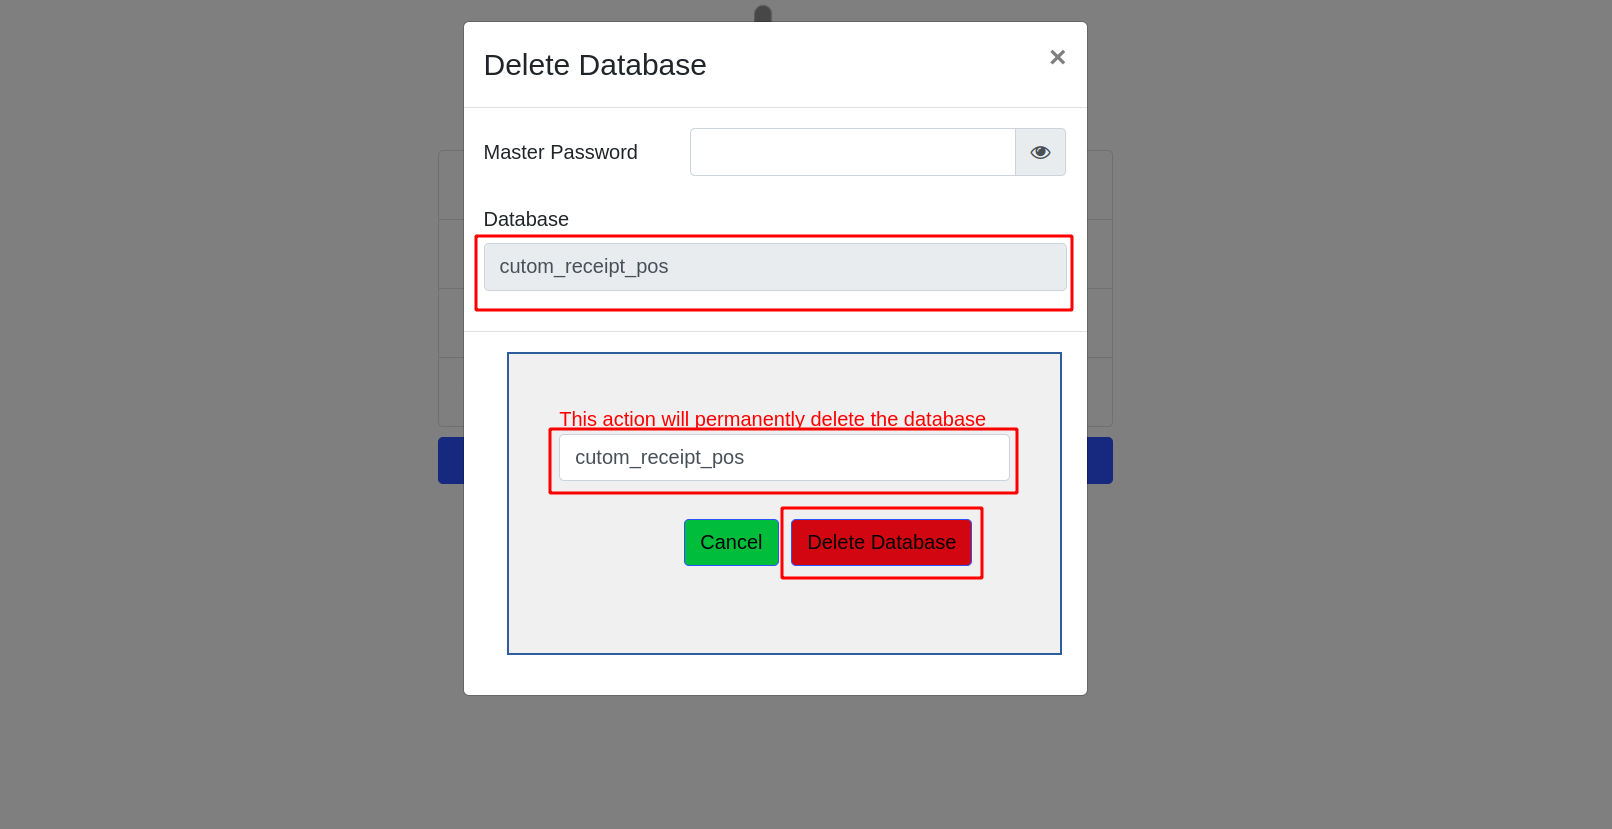 Delete Database
×
Master Password
Database
cutom_receipt_pos
This action will permanently delete the database
cutom_receipt_pos
Cancel
Delete Database